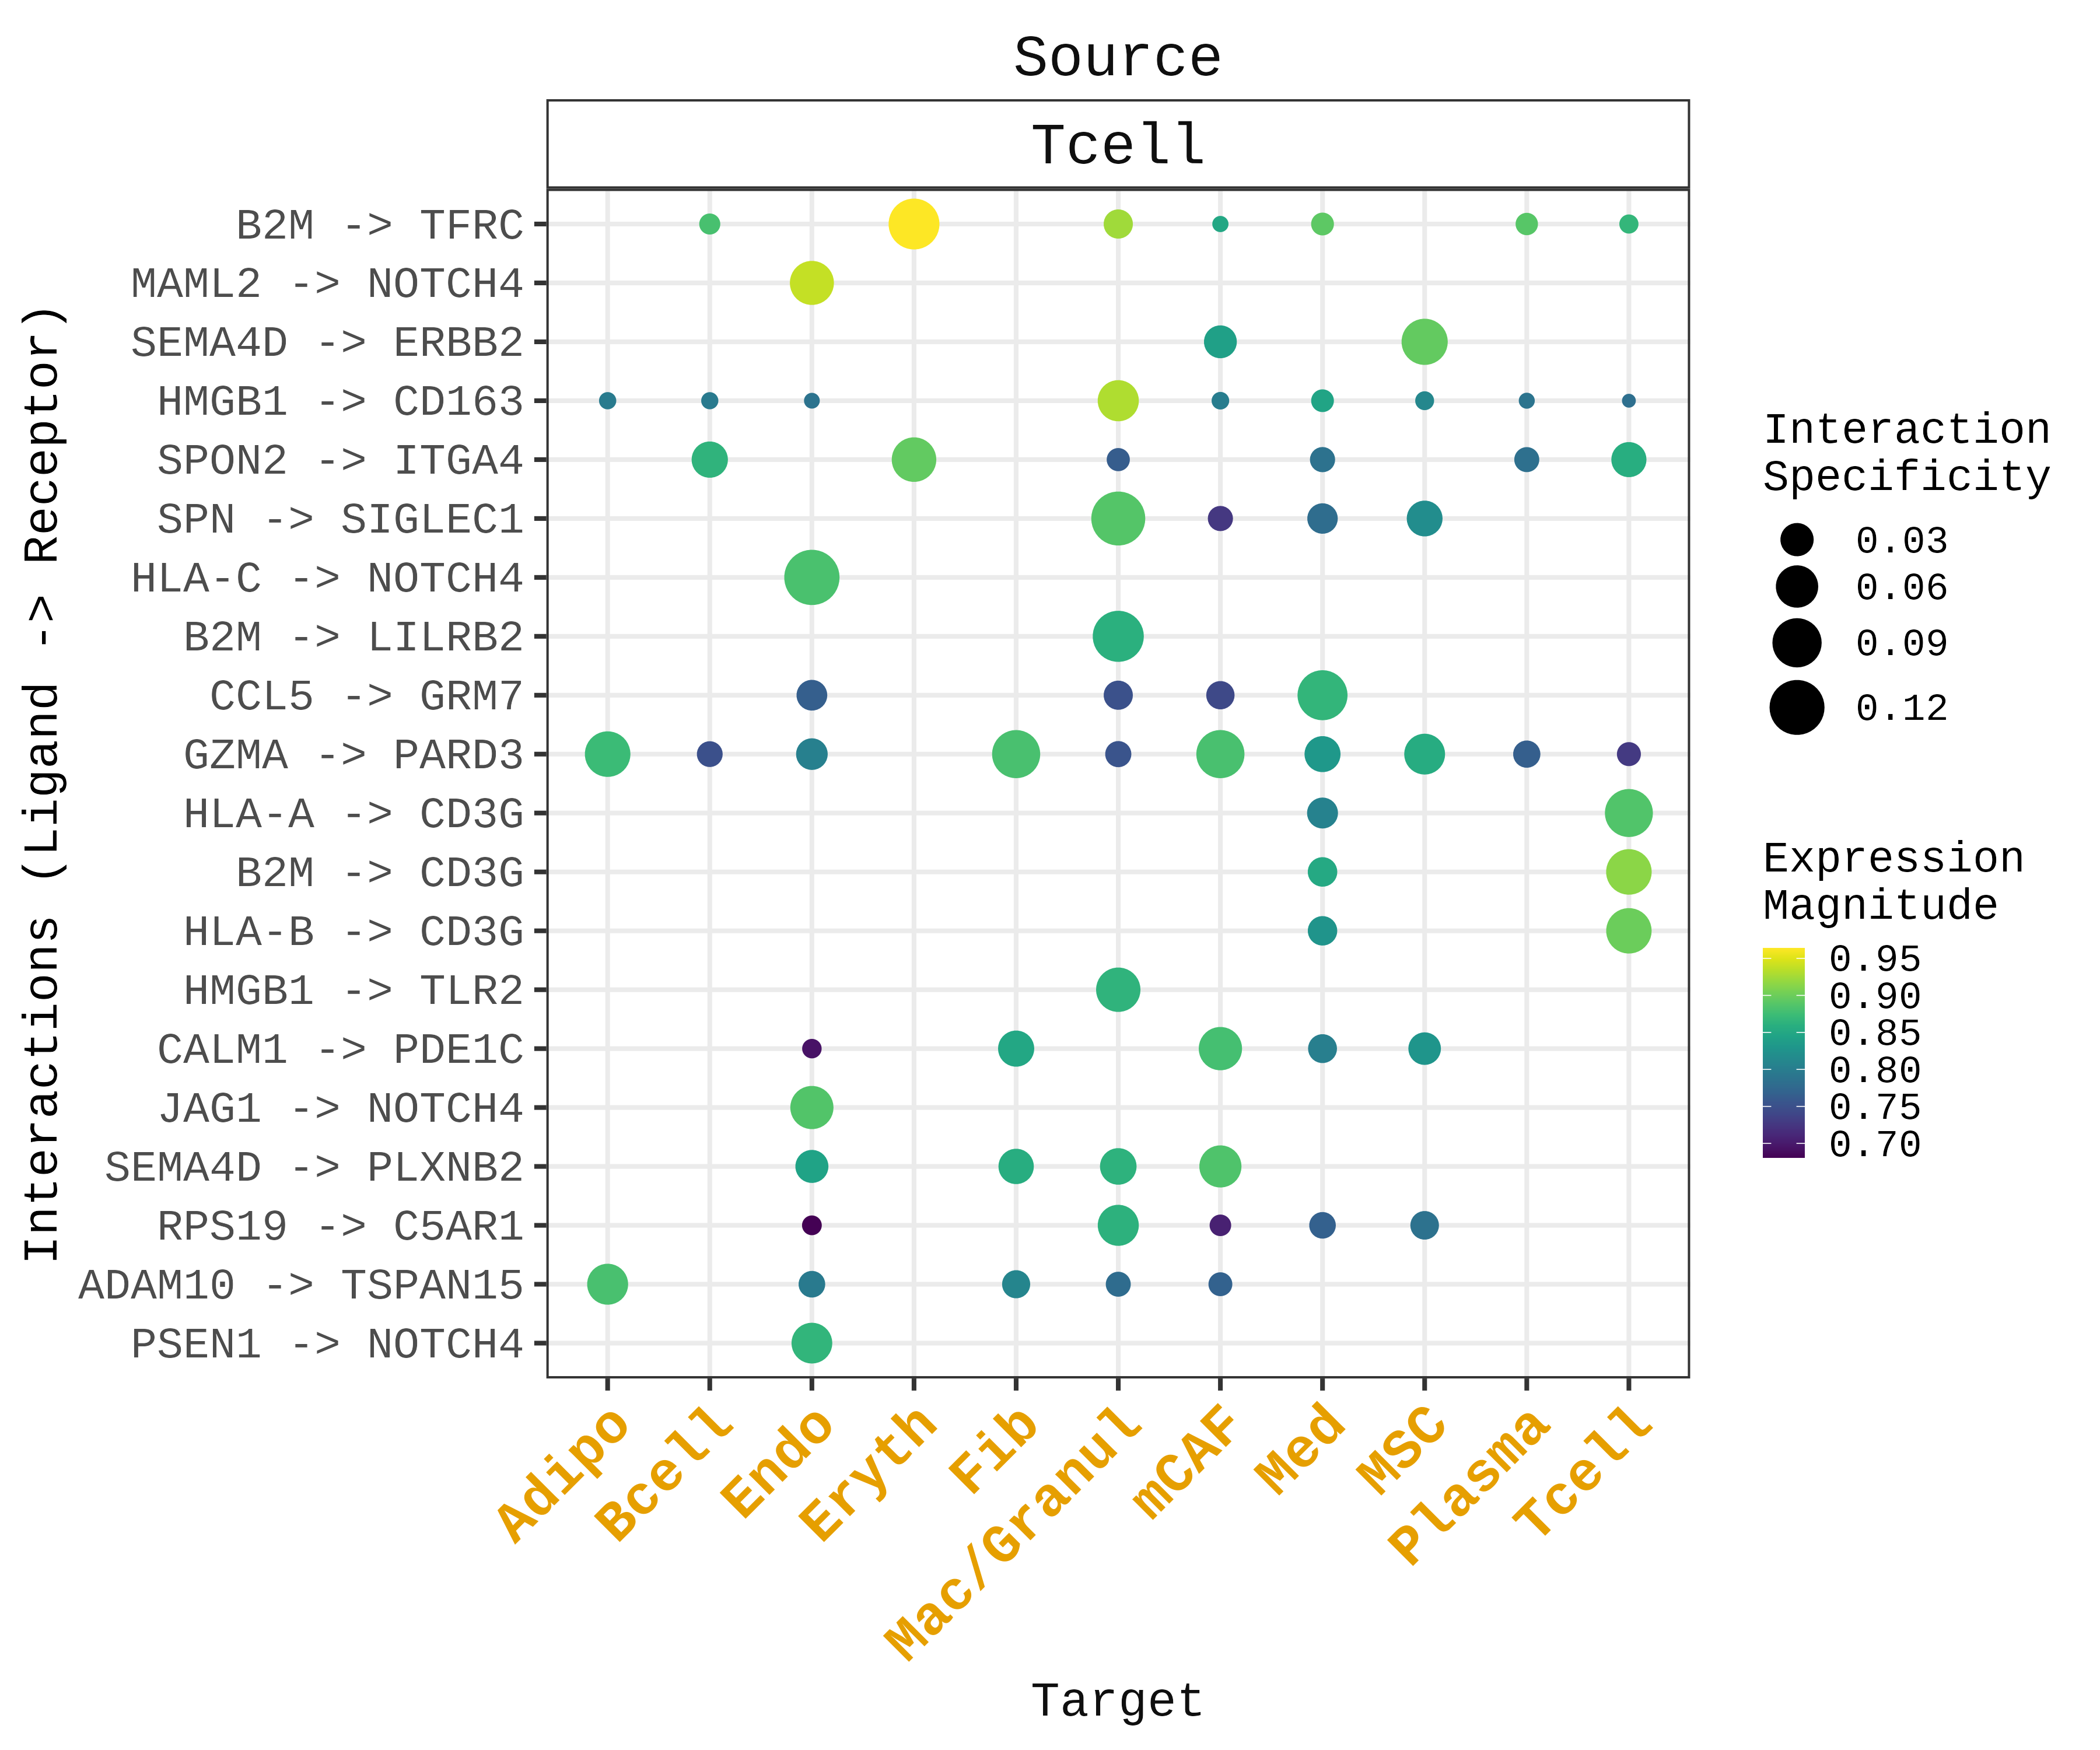 Source
Tcell
Interactions (Ligand -> Receptor)
B2M -> TFRC
MAML2 -> NOTCH4
SEMA4D -> ERBB2
HMGB1 -> CD163
SPON2 -> ITGA4
SPN -> SIGLEC1
HLA-C -> NOTCH4
B2M -> LILRB2
CCL5 -> GRM7
GZMA -> PARD3
HLA-A -> CD3G
B2M -> CD3G
HLA-B -> CD3G
HMGB1 -> TLR2
CALM1 -> PDE1C
JAG1 -> NOTCH4
SEMA4D -> PLXNB2
RPS19 -> C5AR1
ADAM10 -> TSPAN15
PSEN1 -> NOTCH4
Adipo
Bcell
Endo
Eryth
Fib
Mac/Granul
mCAF
Med
MSC
Plasma
Tcell
Target
Interaction
Specificity
0.03
0.06
0.09
0.12
Expression
Magnitude
0.95
0.90
0.85
0.80
0.75
0.70